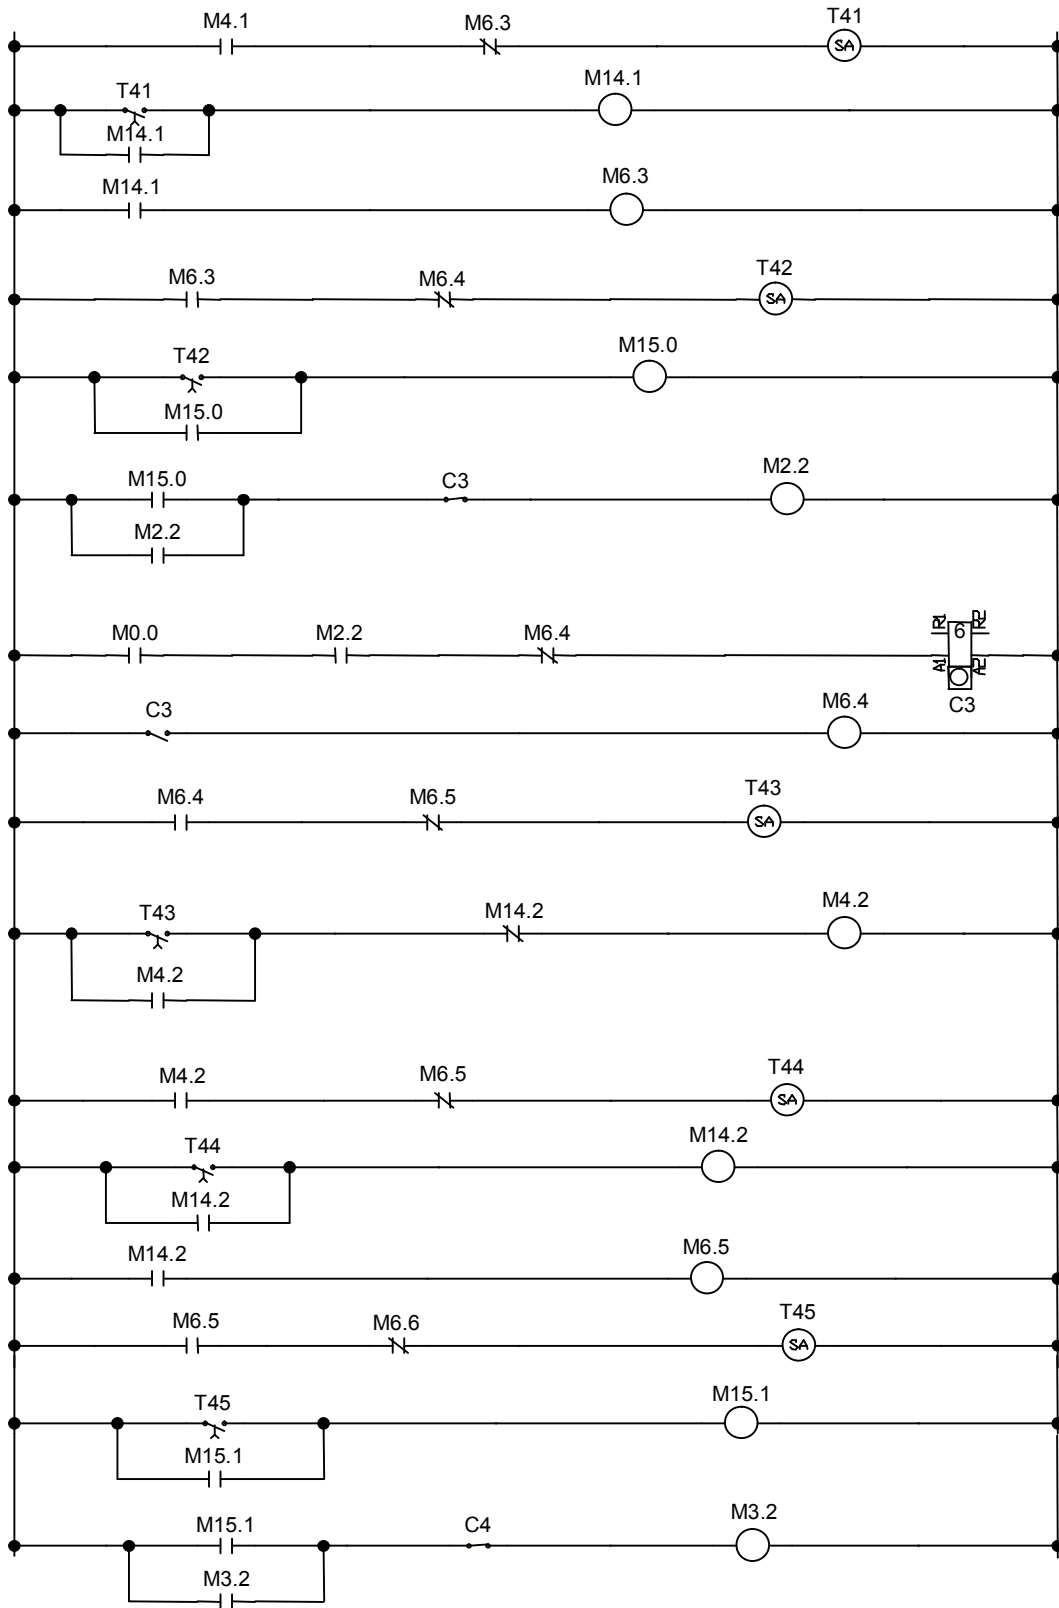 M4.1 M6.3 T41
SA
T41 M14.1
M14.1
M14.1 M6.3
M6.3 M6.4 T42
SA
T42 M15.0
M15.0
M15.0 C3 M2.2
M2.2
M0.0 M2.2 M6.4 R1 6 R2
A1 A2
C3
C3 M6.4
M6.4 M6.5 T43
SA
T43 M14.2 M4.2
M4.2
M4.2 M6.5 T44
SA
T44 M14.2
M14.2
M14.2 M6.5
M6.5 M6.6 T45
SA
T45 M15.1
M15.1
M15.1 C4 M3.2
M3.2